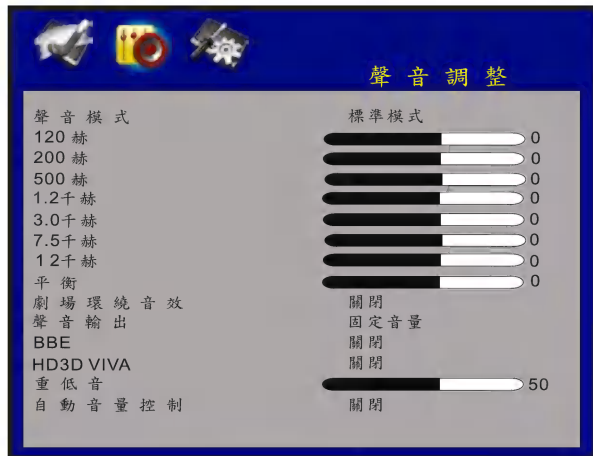 聲音調整
聲音模式 標準模式
120 赫 0
200 赫 0
500 赫 0
1.2千赫 0
3.0千赫 0
7.5千赫 0
12千赫 0
平衡 0
劇場環繞音效 關閉
聲音輸出 固定音量
BBE 關閉
HD3D VIVA 關閉
重低音 50
自動音量控制 關閉